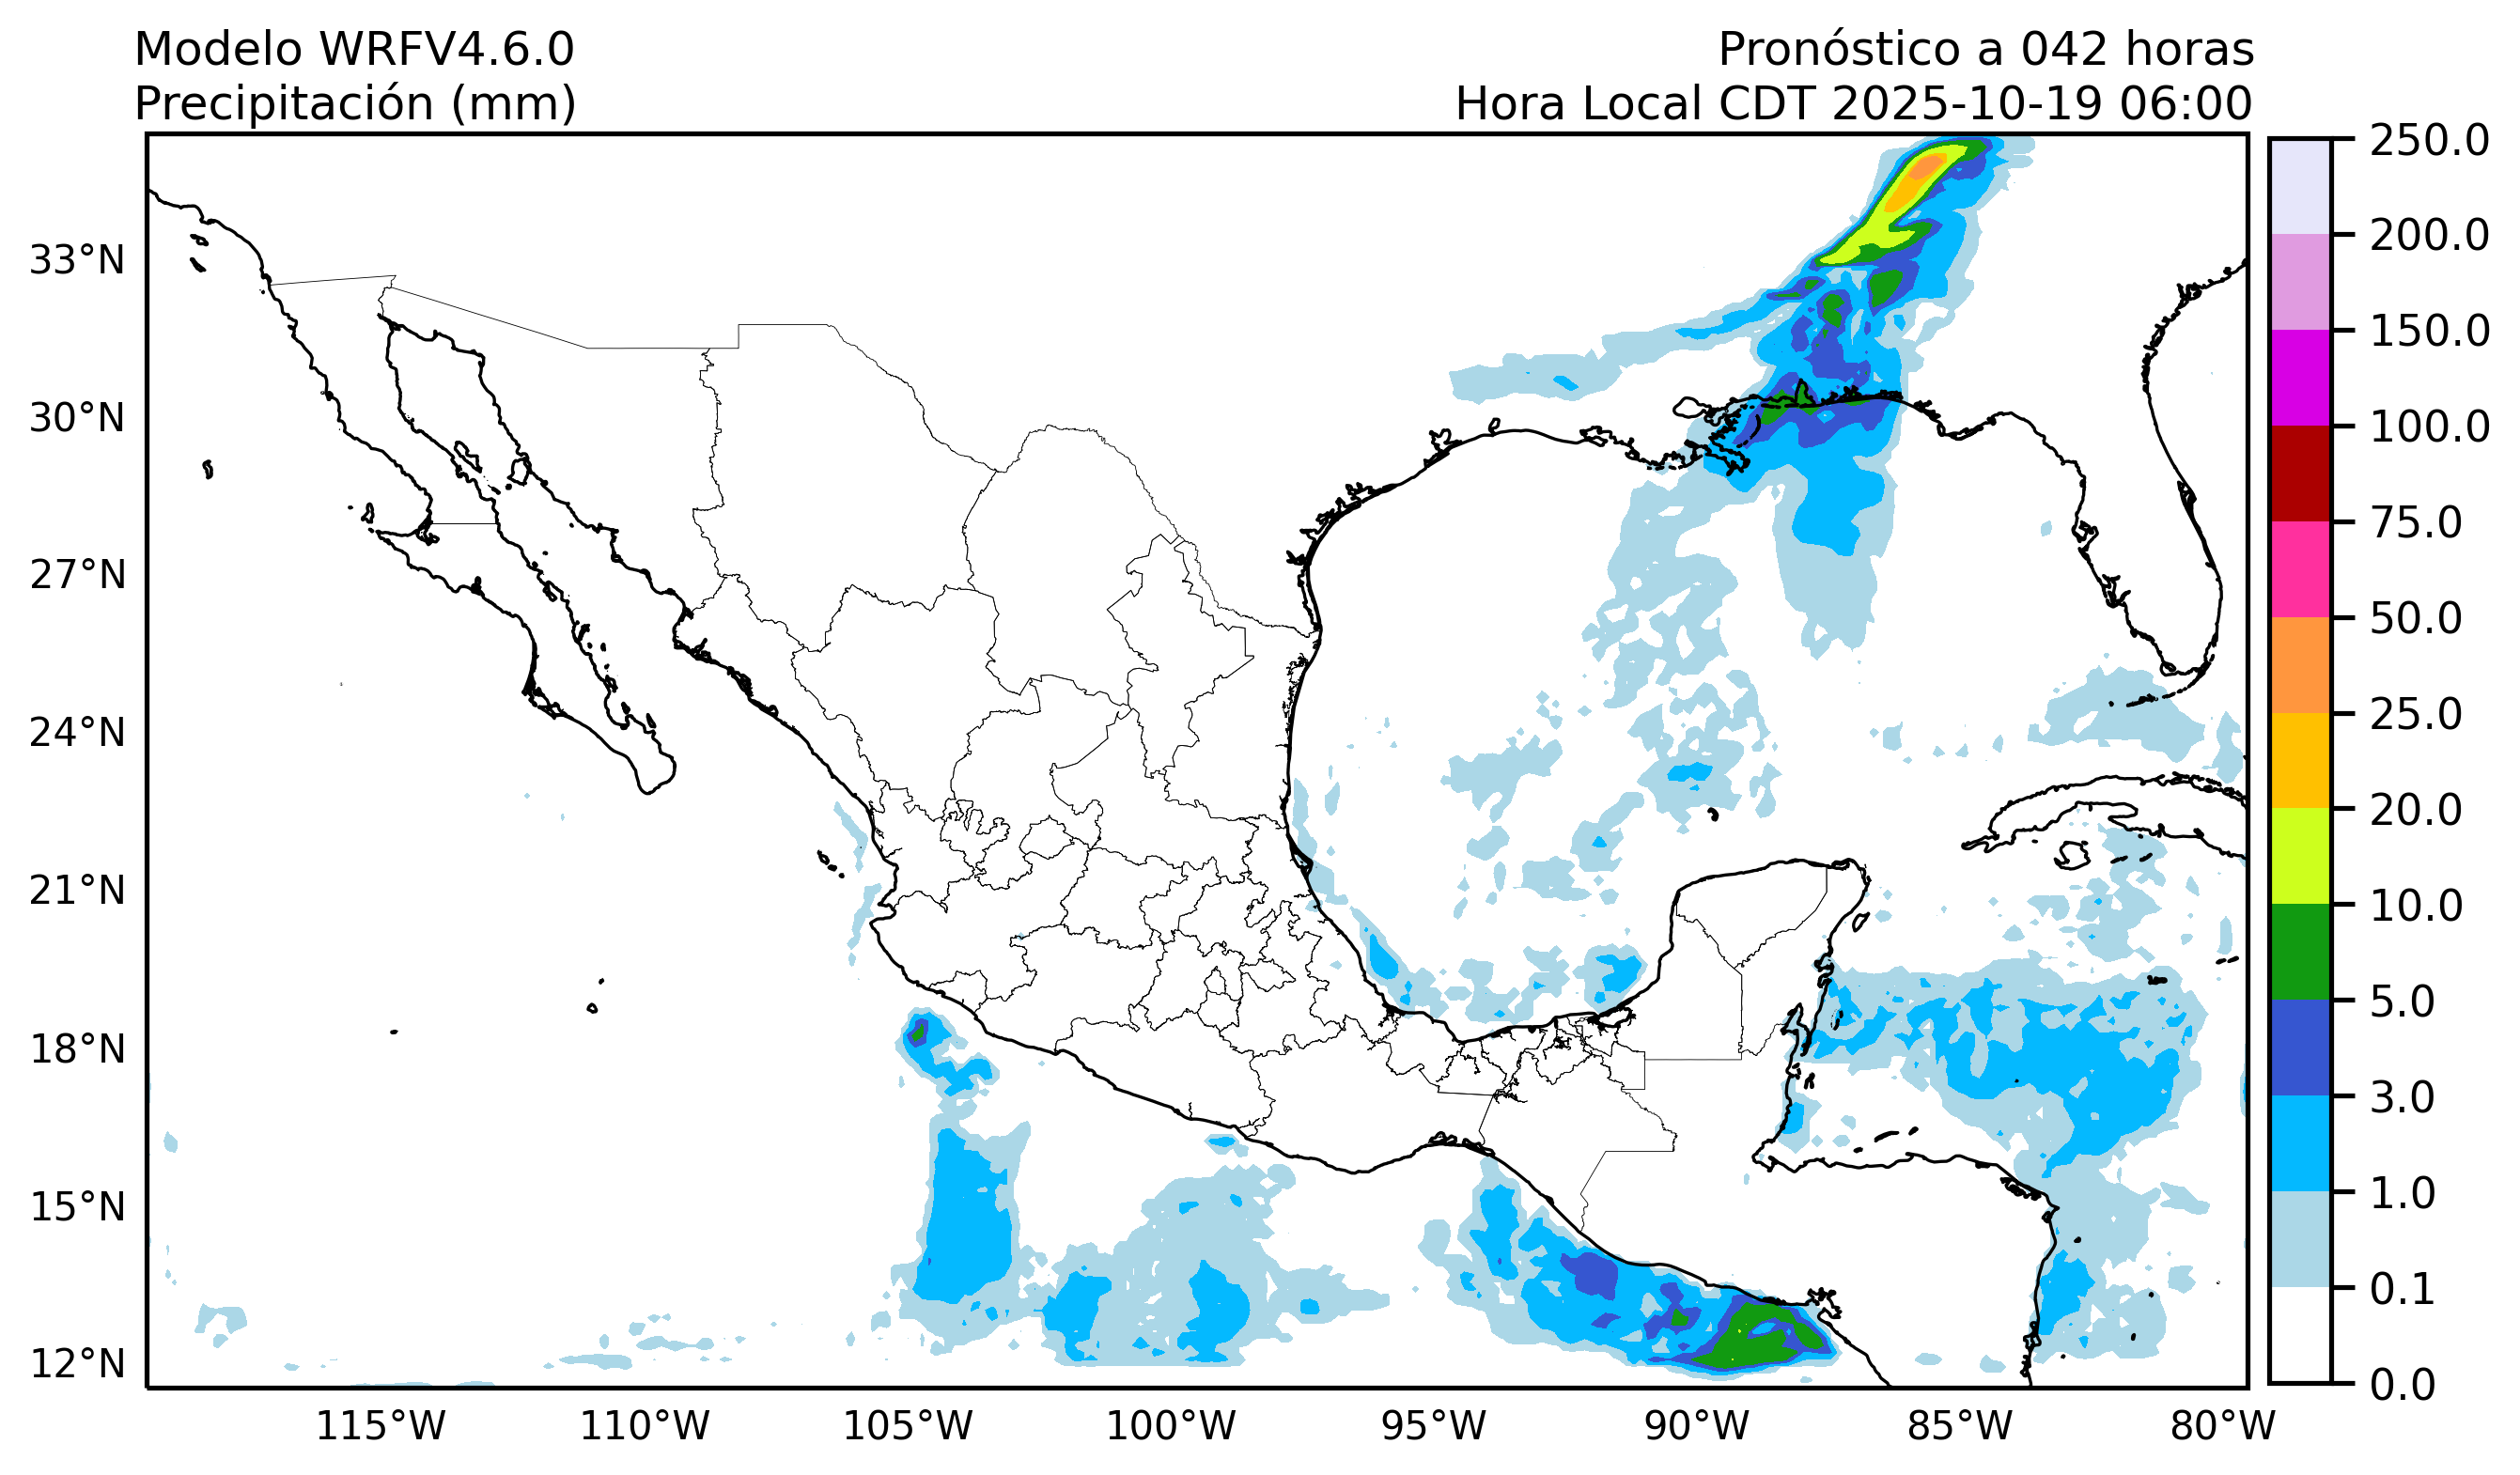 Modelo WRFV4.6.0
Precipitación (mm)
Pronóstico a 042 horas
Hora Local CDT 2025-10-19 06:00
33°N
30°N
27°N
24°N
21°N
18°N
15°N
12°N
115°W
110°W
105°W
100°W
95°W
90°W
85°W
80°W
250.0
200.0
150.0
100.0
75.0
50.0
25.0
20.0
10.0
5.0
3.0
1.0
0.1
0.0